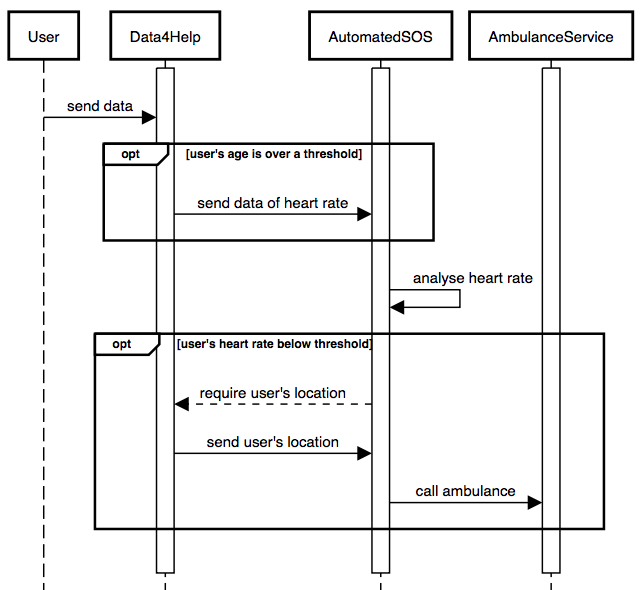 User
Data4Help
AutomatedSOS
AmbulanceService
send data
opt
[user's age is over a threshold]
send data of heart rate
analyse heart rate
opt
[user's heart rate below threshold]
require user's location
send user's location
call ambulance